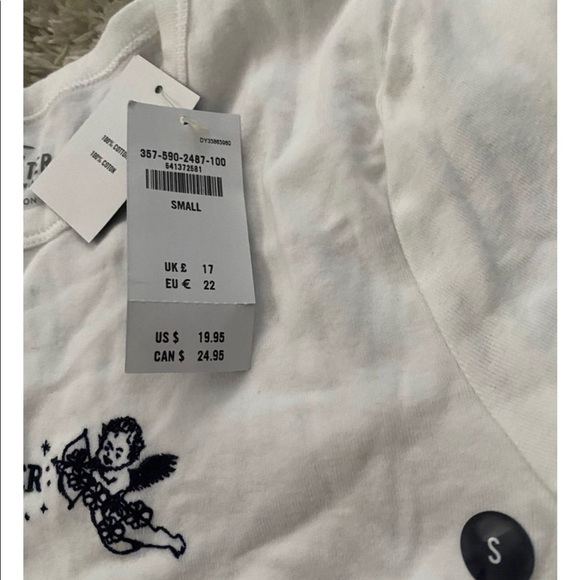 DY33863980
357-590-2487-100
641372581
SMALL
UK £ 17
EU € 22
US $ 19.95
CAN $ 24.95
100% COTTON
100% COTON
S